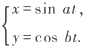 x=sin at,
y=cos bt.